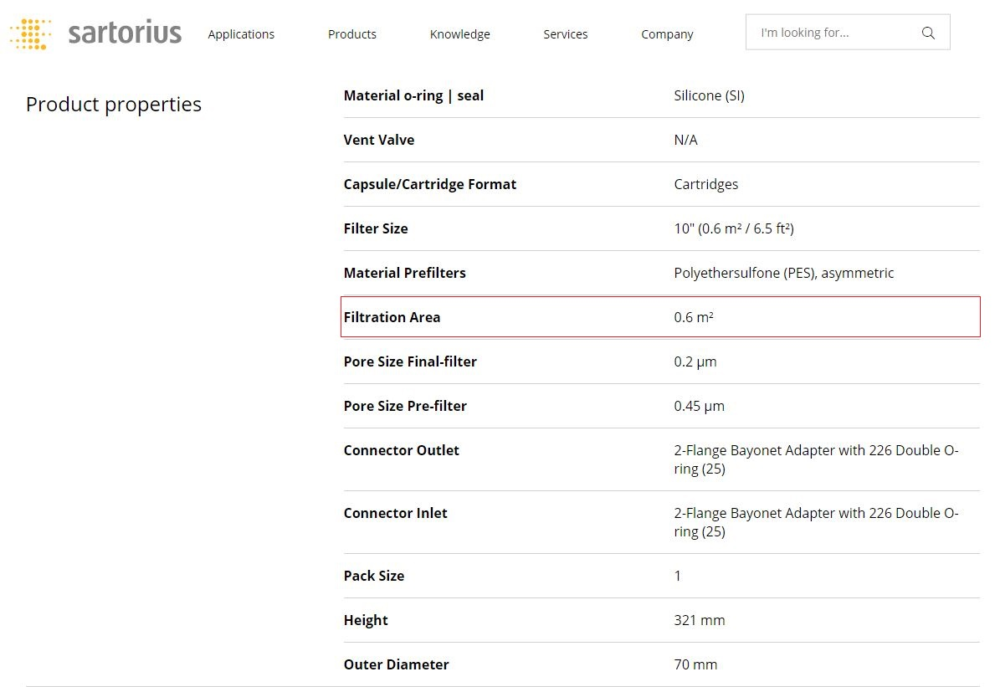 sartorius
Applications Products Knowledge Services Company I'm looking for...
Product properties
Material o-ring | seal Silicone (SI)
Vent Valve N/A
Capsule/Cartridge Format Cartridges
Filter Size 10" (0.6 m² / 6.5 ft²)
Material Prefilters Polyethersulfone (PES), asymmetric
Filtration Area 0.6 m²
Pore Size Final-filter 0.2 μm
Pore Size Pre-filter 0.45 μm
Connector Outlet 2-Flange Bayonet Adapter with 226 Double O-
ring (25)
Connector Inlet 2-Flange Bayonet Adapter with 226 Double O-
ring (25)
Pack Size 1
Height 321 mm
Outer Diameter 70 mm